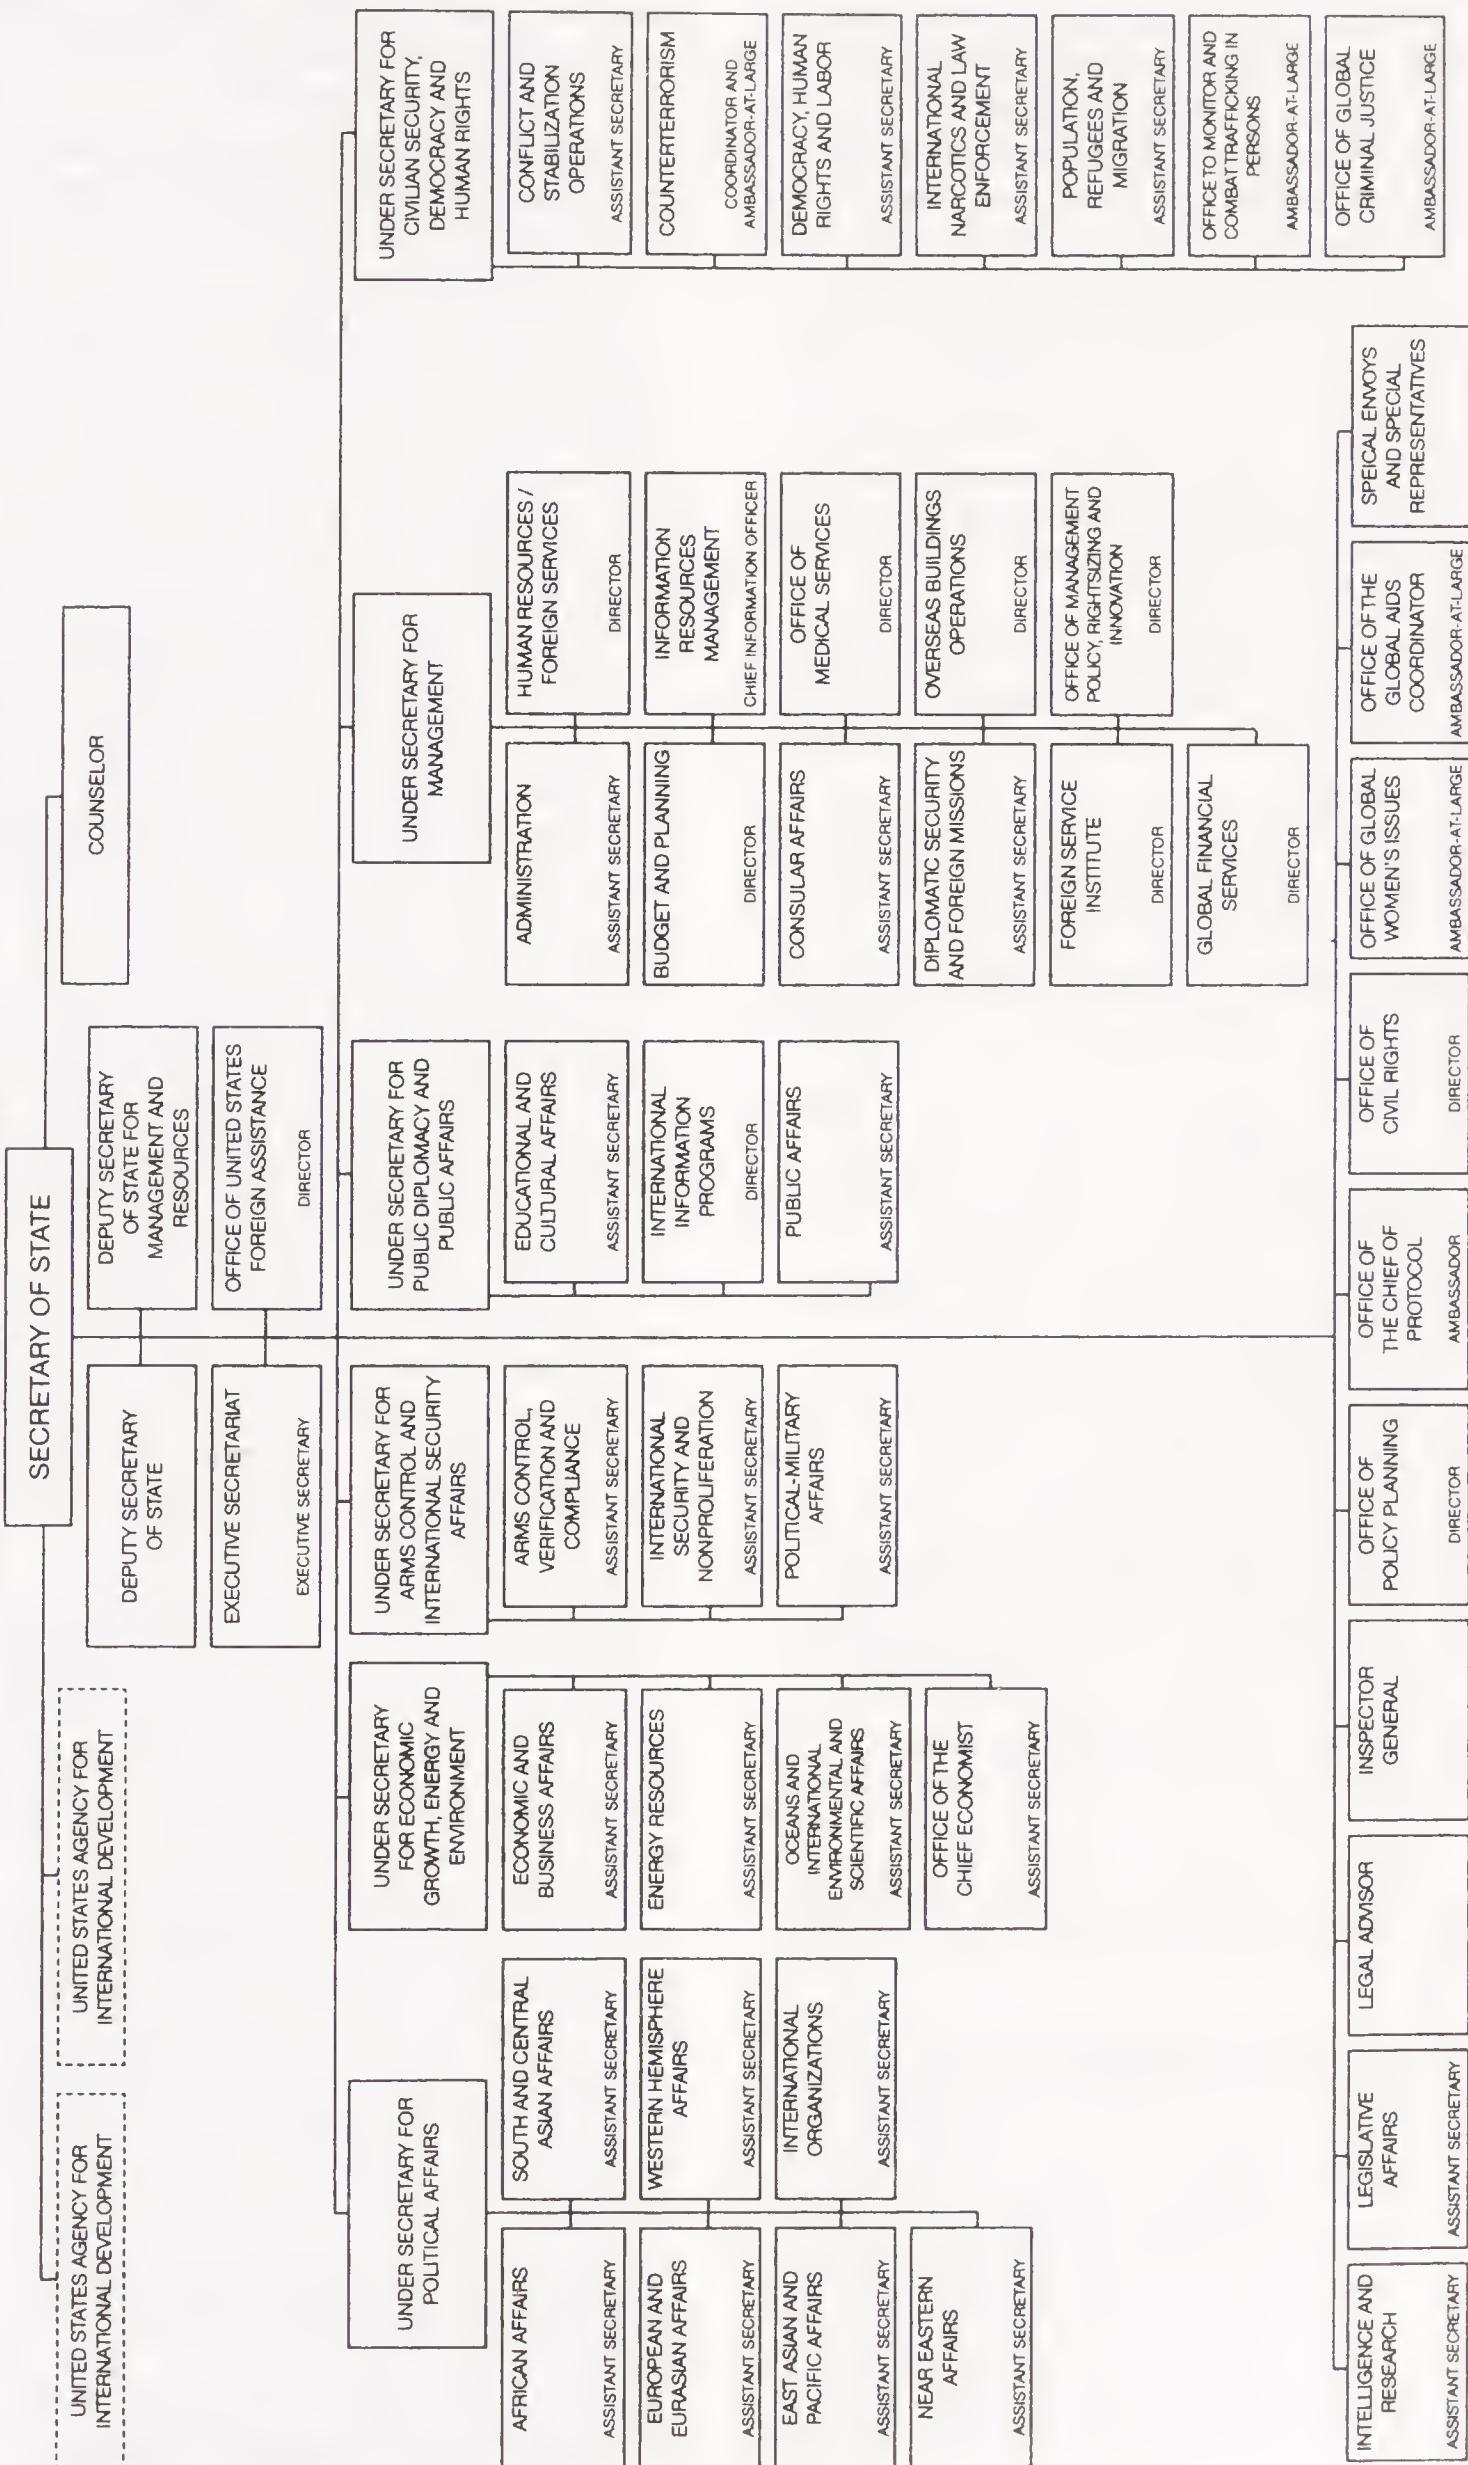 SECRETARY OF STATE
UNITED STATES AGENCY FOR
INTERNATIONAL DEVELOPMENT
UNITED STATES AGENCY FOR
INTERNATIONAL DEVELOPMENT
COUNSELOR
DEPUTY SECRETARY
OF STATE
DEPUTY SECRETARY
OF STATE FOR
MANAGEMENT AND
RESOURCES
EXECUTIVE SECRETARIAT
EXECUTIVE SECRETARY
OFFICE OF UNITED STATES
FOREIGN ASSISTANCE
DIRECTOR
UNDER SECRETARY FOR
POLITICAL AFFAIRS
AFRICAN AFFAIRS
ASSISTANT SECRETARY
SOUTH AND CENTRAL
ASIAN AFFAIRS
ASSISTANT SECRETARY
EUROPEAN AND
EURASIAN AFFAIRS
ASSISTANT SECRETARY
WESTERN HEMISPHERE
AFFAIRS
ASSISTANT SECRETARY
EAST ASIAN AND
PACIFIC AFFAIRS
ASSISTANT SECRETARY
INTERNATIONAL
ORGANIZATIONS
ASSISTANT SECRETARY
NEAR EASTERN
AFFAIRS
ASSISTANT SECRETARY
UNDER SECRETARY
FOR ECONOMIC
GROWTH, ENERGY AND
ENVIRONMENT
ECONOMIC AND
BUSINESS AFFAIRS
ASSISTANT SECRETARY
ENERGY RESOURCES
ASSISTANT SECRETARY
OCEANS AND
INTERNATIONAL
ENVIRONMENTAL AND
SCIENTIFIC AFFAIRS
ASSISTANT SECRETARY
OFFICE OF THE
CHIEF ECONOMIST
ASSISTANT SECRETARY
UNDER SECRETARY FOR
ARMS CONTROL AND
INTERNATIONAL SECURITY
AFFAIRS
ARMS CONTROL,
VERIFICATION AND
COMPLIANCE
ASSISTANT SECRETARY
INTERNATIONAL
SECURITY AND
NONPROLIFERATION
ASSISTANT SECRETARY
POLITICAL-MILITARY
AFFAIRS
ASSISTANT SECRETARY
UNDER SECRETARY FOR
PUBLIC DIPLOMACY AND
PUBLIC AFFAIRS
EDUCATIONAL AND
CULTURAL AFFAIRS
ASSISTANT SECRETARY
INTERNATIONAL
INFORMATION
PROGRAMS
DIRECTOR
PUBLIC AFFAIRS
ASSISTANT SECRETARY
UNDER SECRETARY FOR
MANAGEMENT
ADMINISTRATION
ASSISTANT SECRETARY
HUMAN RESOURCES /
FOREIGN SERVICES
DIRECTOR
BUDGET AND PLANNING
DIRECTOR
INFORMATION
RESOURCES
MANAGEMENT
CHIEF INFORMATION OFFICER
CONSULAR AFFAIRS
ASSISTANT SECRETARY
OFFICE OF
MEDICAL SERVICES
DIRECTOR
DIPLOMATIC SECURITY
AND FOREIGN MISSIONS
ASSISTANT SECRETARY
OVERSEAS BUILDINGS
OPERATIONS
DIRECTOR
FOREIGN SERVICE
INSTITUTE
DIRECTOR
OFFICE OF MANAGEMENT
POLICY, RIGHTSIZING AND
INNOVATION
DIRECTOR
GLOBAL FINANCIAL
SERVICES
DIRECTOR
UNDER SECRETARY FOR
CIVILIAN SECURITY,
DEMOCRACY AND
HUMAN RIGHTS
CONFLICT AND
STABILIZATION
OPERATIONS
ASSISTANT SECRETARY
COUNTERTERRORISM
COORDINATOR AND
AMBASSADOR-AT-LARGE
DEMOCRACY, HUMAN
RIGHTS AND LABOR
ASSISTANT SECRETARY
INTERNATIONAL
NARCOTICS AND LAW
ENFORCEMENT
ASSISTANT SECRETARY
POPULATION,
REFUGEES AND
MIGRATION
ASSISTANT SECRETARY
OFFICE TO MONITOR AND
COMBAT TRAFFICKING IN
PERSONS
AMBASSADOR-AT-LARGE
OFFICE OF GLOBAL
CRIMINAL JUSTICE
AMBASSADOR-AT-LARGE
INTELLIGENCE AND
RESEARCH
ASSISTANT SECRETARY
LEGISLATIVE
AFFAIRS
ASSISTANT SECRETARY
LEGAL ADVISOR
INSPECTOR
GENERAL
OFFICE OF
POLICY PLANNING
DIRECTOR
OFFICE OF
THE CHIEF OF
PROTOCOL
AMBASSADOR
OFFICE OF
CIVIL RIGHTS
DIRECTOR
OFFICE OF GLOBAL
WOMEN'S ISSUES
AMBASSADOR-AT-LARGE
OFFICE OF THE
GLOBAL AIDS
COORDINATOR
AMBASSADOR-AT-LARGE
SPEICAL ENVOYS
AND SPECIAL
REPRESENTATIVES